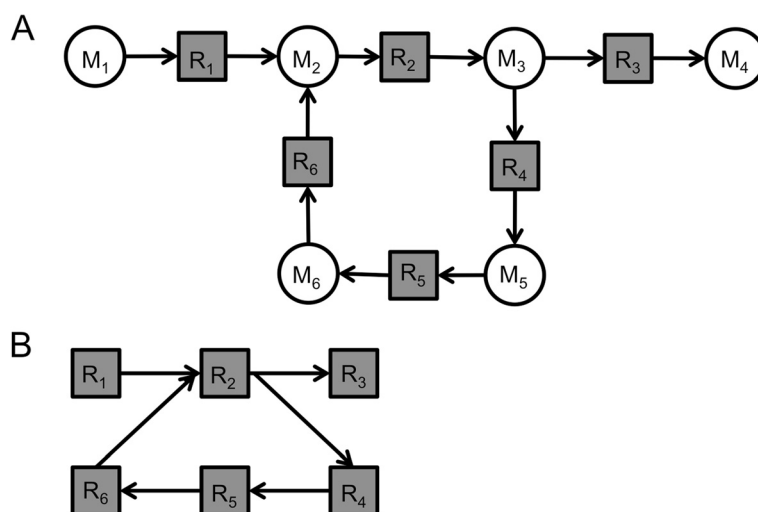 A
M₁ R₁ M₂ R₂ M₃ R₃ M₄
R₆ R₄
M₆ R₅ M₅
B
R₁ R₂ R₃
R₆ R₅ R₄